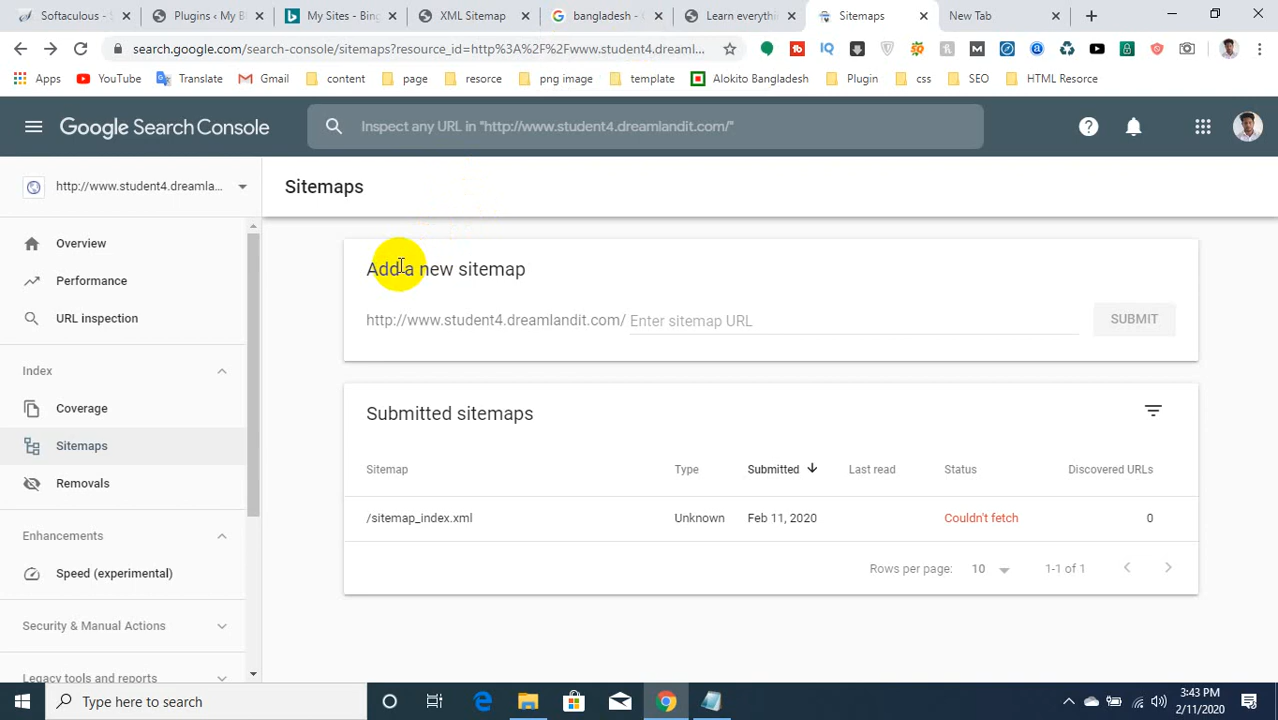 Softaculous - S
Plugins ‹ My B
My Sites - Bing
XML Sitemap
bangladesh - G
Learn everythi
Sitemaps
New Tab
search.google.com/search-console/sitemaps?resource_id=http%3A%2F%2Fwww.student4.dreaml...
Apps
YouTube
Translate
Gmail
content
page
resorce
png image
template
Alokito Bangladesh
Plugin
css
SEO
HTML Resorce
Google Search Console
Inspect any URL in "http://www.student4.dreamlandit.com/"
http://www.student4.dreamla...
Sitemaps
Overview
Performance
URL inspection
Index
Coverage
Sitemaps
Removals
Enhancements
Speed (experimental)
Security & Manual Actions
Legacy tools and reports
Add a new sitemap
http://www.student4.dreamlandit.com/ Enter sitemap URL
SUBMIT
Submitted sitemaps
Sitemap Type Submitted Last read Status Discovered URLs
/sitemap_index.xml Unknown Feb 11, 2020 Couldn't fetch 0
Rows per page: 10 1-1 of 1
Type here to search
3:43 PM
2/11/2020